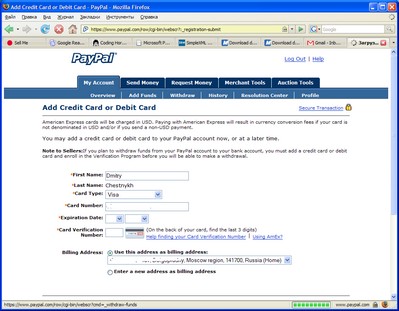 Add Credit Card or Debit Card - PayPal - Mozilla Firefox
Файл Правка Вид Журнал Закладки Инструменты Справка
https://www.paypal.com/row/cgi-bin/webscr?__registration-submit
Sell Me Google Rea... Coding Horror Microsoft P... SimpleXML ... Download d... Download d... Gmail - Inbo... Загруз...
PayPal
Log Out | Help
My Account Send Money Request Money Merchant Tools Auction Tools
Overview Add Funds Withdraw History Resolution Center Profile
Add Credit Card or Debit Card
Secure Transaction
American Express cards will be charged in USD. Paying with American Express will result in currency conversion fees if your card is
not denominated in USD and/or if you send a non-USD payment.
You may add a credit card or debit card to your PayPal account now, or at a later time.
Note to Sellers: If you plan to withdraw funds from your PayPal account to your bank account, you must add a credit card or debit
card and enroll in the Verification Program before you will be able to make a withdrawal.
*First Name: Dmitry
*Last Name: Chestnykh
*Card Type: Visa
*Card Number:
*Expiration Date:
*Card Verification Number: (On the back of your card, find the last 3 digits)
Help finding your Card Verification Number | Using AmEx?
Billing Address: Use this address as billing address:
Moscow region, 141700, Russia (Home)
Enter a new address as billing address
https://www.paypal.com/row/cgi-bin/webscr?cmd=_withdraw-funds
www.paypal.com